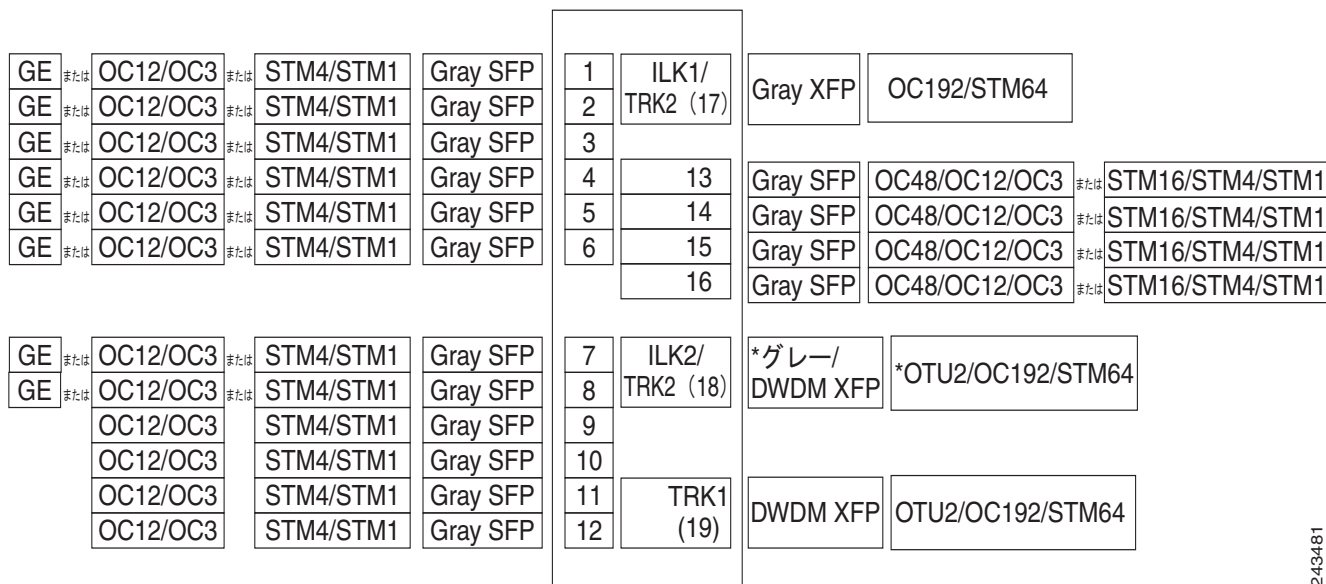 GE または OC12/OC3 または STM4/STM1 Gray SFP 1 ILK1/ Gray XFP OC192/STM64
GE または OC12/OC3 または STM4/STM1 Gray SFP 2 TRK2（17）
GE または OC12/OC3 または STM4/STM1 Gray SFP 3
GE または OC12/OC3 または STM4/STM1 Gray SFP 4 13 Gray SFP OC48/OC12/OC3 または STM16/STM4/STM1
GE または OC12/OC3 または STM4/STM1 Gray SFP 5 14 Gray SFP OC48/OC12/OC3 または STM16/STM4/STM1
GE または OC12/OC3 または STM4/STM1 Gray SFP 6 15 Gray SFP OC48/OC12/OC3 または STM16/STM4/STM1
16 Gray SFP OC48/OC12/OC3 または STM16/STM4/STM1
GE または OC12/OC3 または STM4/STM1 Gray SFP 7 ILK2/ *グレー/ *OTU2/OC192/STM64
GE または OC12/OC3 または STM4/STM1 Gray SFP 8 TRK2（18） DWDM XFP
OC12/OC3 STM4/STM1 Gray SFP 9
OC12/OC3 STM4/STM1 Gray SFP 10
OC12/OC3 STM4/STM1 Gray SFP 11 TRK1 DWDM XFP OTU2/OC192/STM64
OC12/OC3 STM4/STM1 Gray SFP 12 (19)
243481